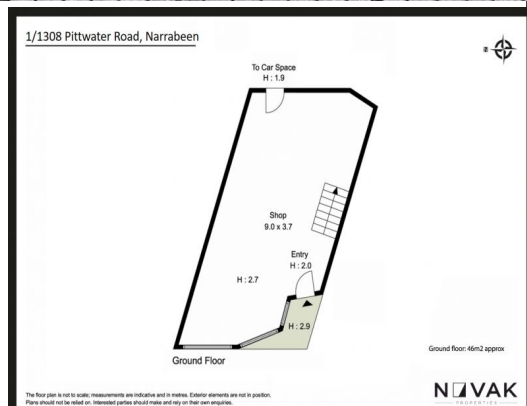 1/1308 Pittwater Road, Narrabeen
To Car Space
H : 1.9
Shop
9.0 x 3.7
Entry
H : 2.0
H : 2.7
H : 2.9
Ground Floor
Ground floor: 46m2 approx
The floor plan is not to scale; measurements are indicative and in metres. Exterior elements are not in position.
Plans should not be relied on. Interested parties should make and rely on their own enquiries.
NOVAK
PROPERTIES